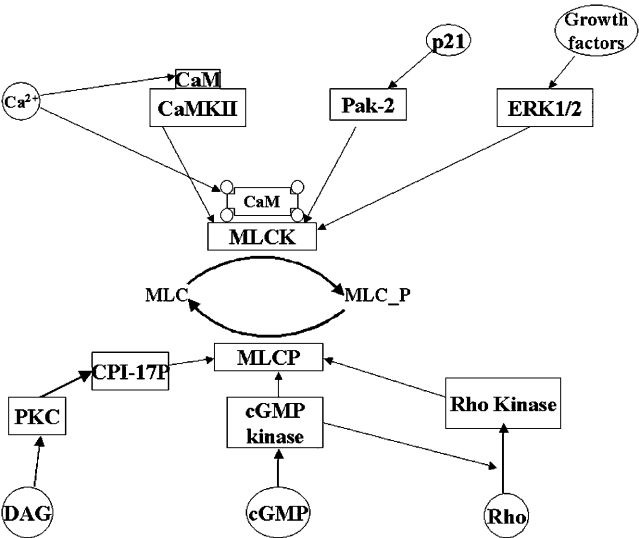 Growth
factors
p21
Ca²⁺
CaM
CaMKII
Pak-2
ERK1/2
CaM
MLCK
MLC
MLC_P
MLCP
CPI-17P
PKC
cGMP
kinase
Rho Kinase
DAG
cGMP
Rho